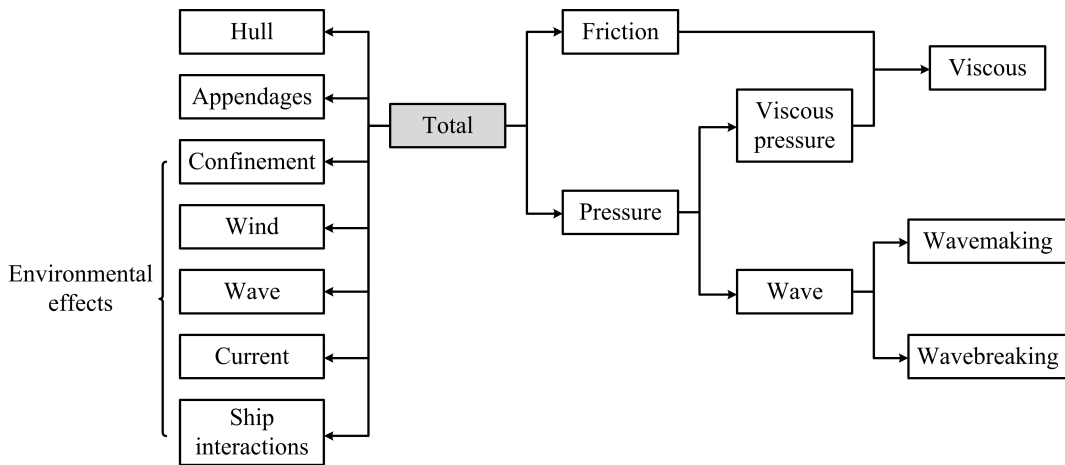 Hull
Appendages
Confinement
Wind
Wave
Current
Ship
interactions
Environmental
effects
Total
Friction
Pressure
Viscous
pressure
Wave
Viscous
Wavemaking
Wavebreaking